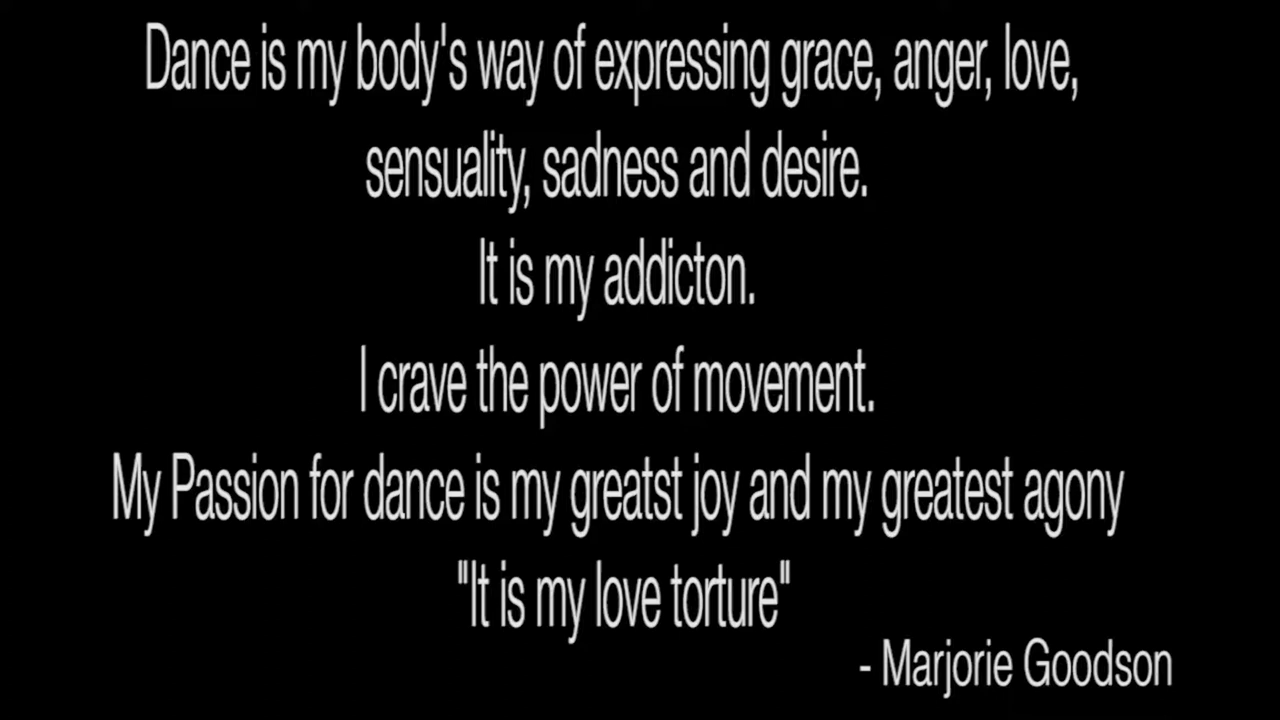 Dance is my body's way of expressing grace, anger, love,
sensuality, sadness and desire.
It is my addicton.
I crave the power of movement.
My Passion for dance is my greatst joy and my greatest agony
"It is my love torture"
- Marjorie Goodson